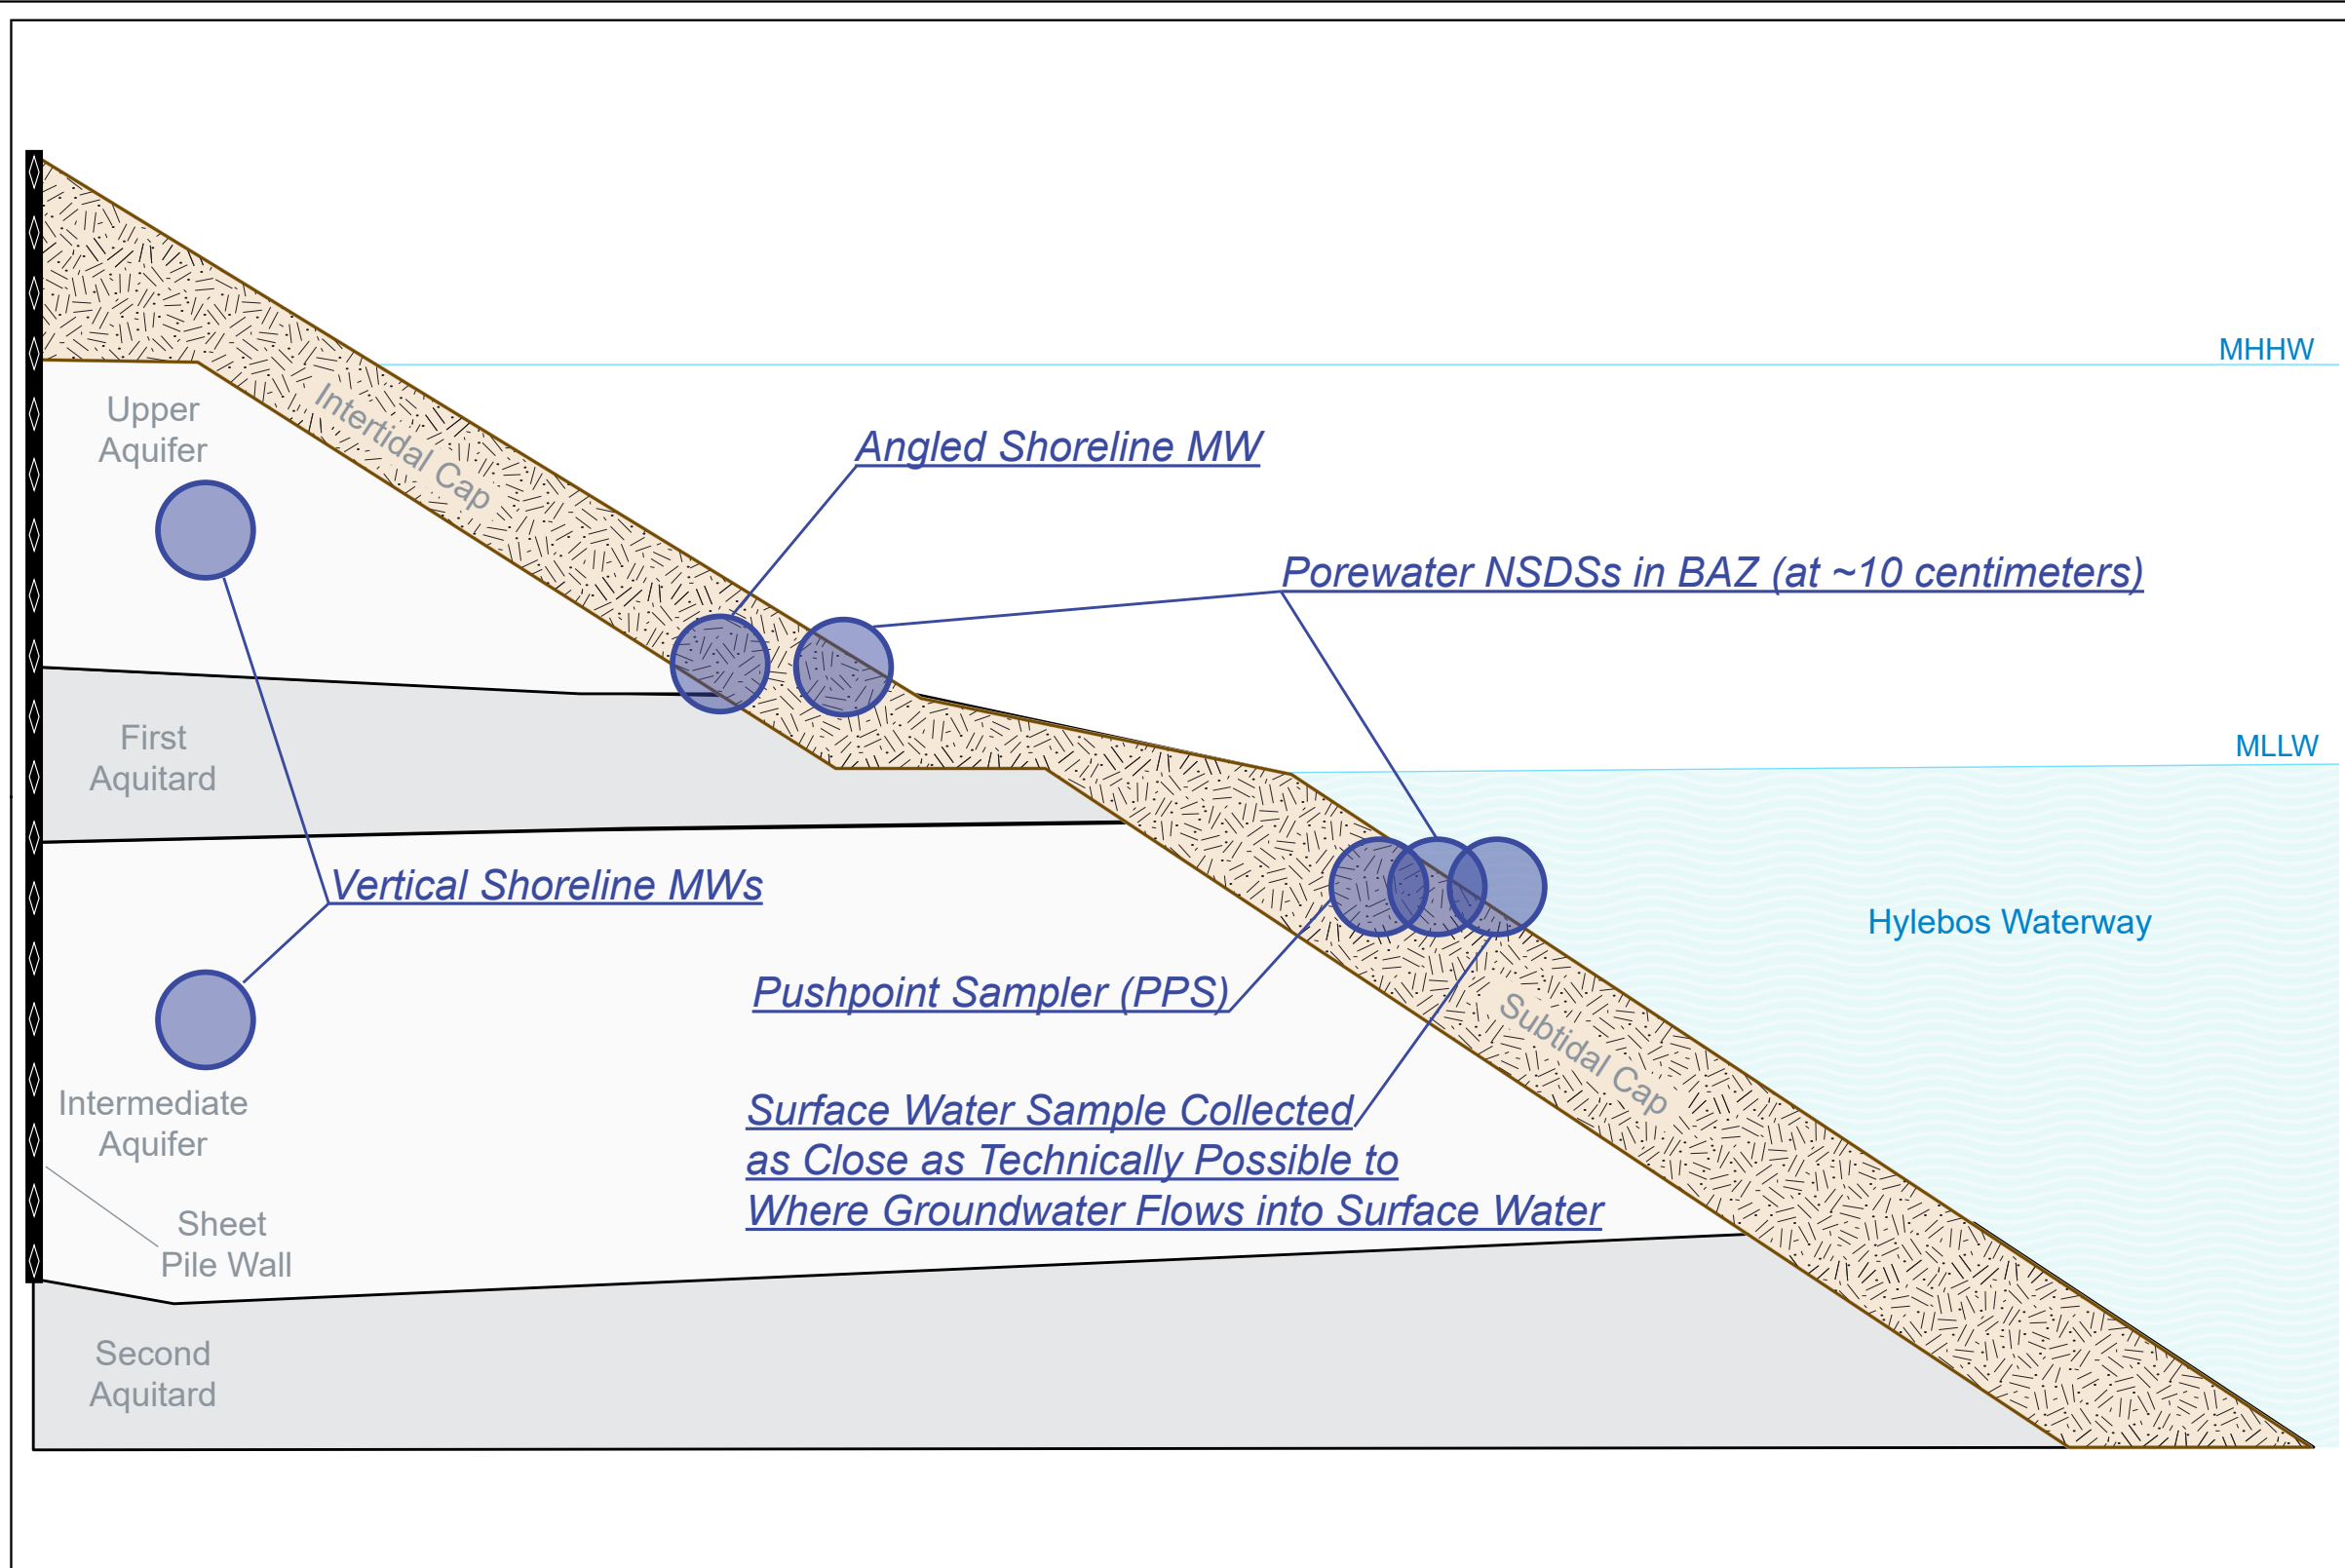 MHHW
Upper
Aquifer
Intertidal Cap
Angled Shoreline MW
Porewater NSDSs in BAZ (at ~10 centimeters)
First
Aquitard
MLLW
Vertical Shoreline MWs
Hylebos Waterway
Pushpoint Sampler (PPS)
Subtidal Cap
Intermediate
Aquifer
Surface Water Sample Collected
as Close as Technically Possible to
Where Groundwater Flows into Surface Water
Sheet
Pile Wall
Second
Aquitard